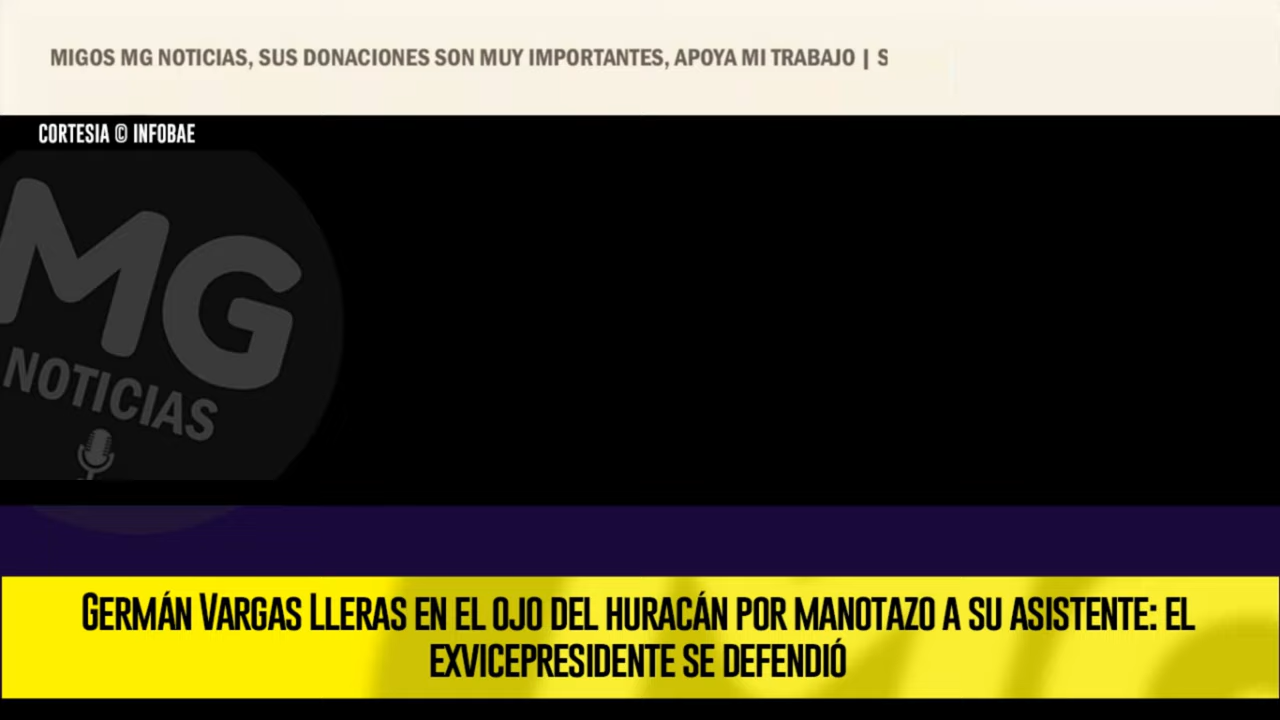 MIGOS MG NOTICIAS, SUS DONACIONES SON MUY IMPORTANTES, APOYA MI TRABAJO | S
CORTESIA © INFOBAE
MG
NOTICIAS
GERMÁN VARGAS LLERAS EN EL OJO DEL HURACÁN POR MANOTAZO A SU ASISTENTE: EL
EXVICEPRESIDENTE SE DEFENDIÓ